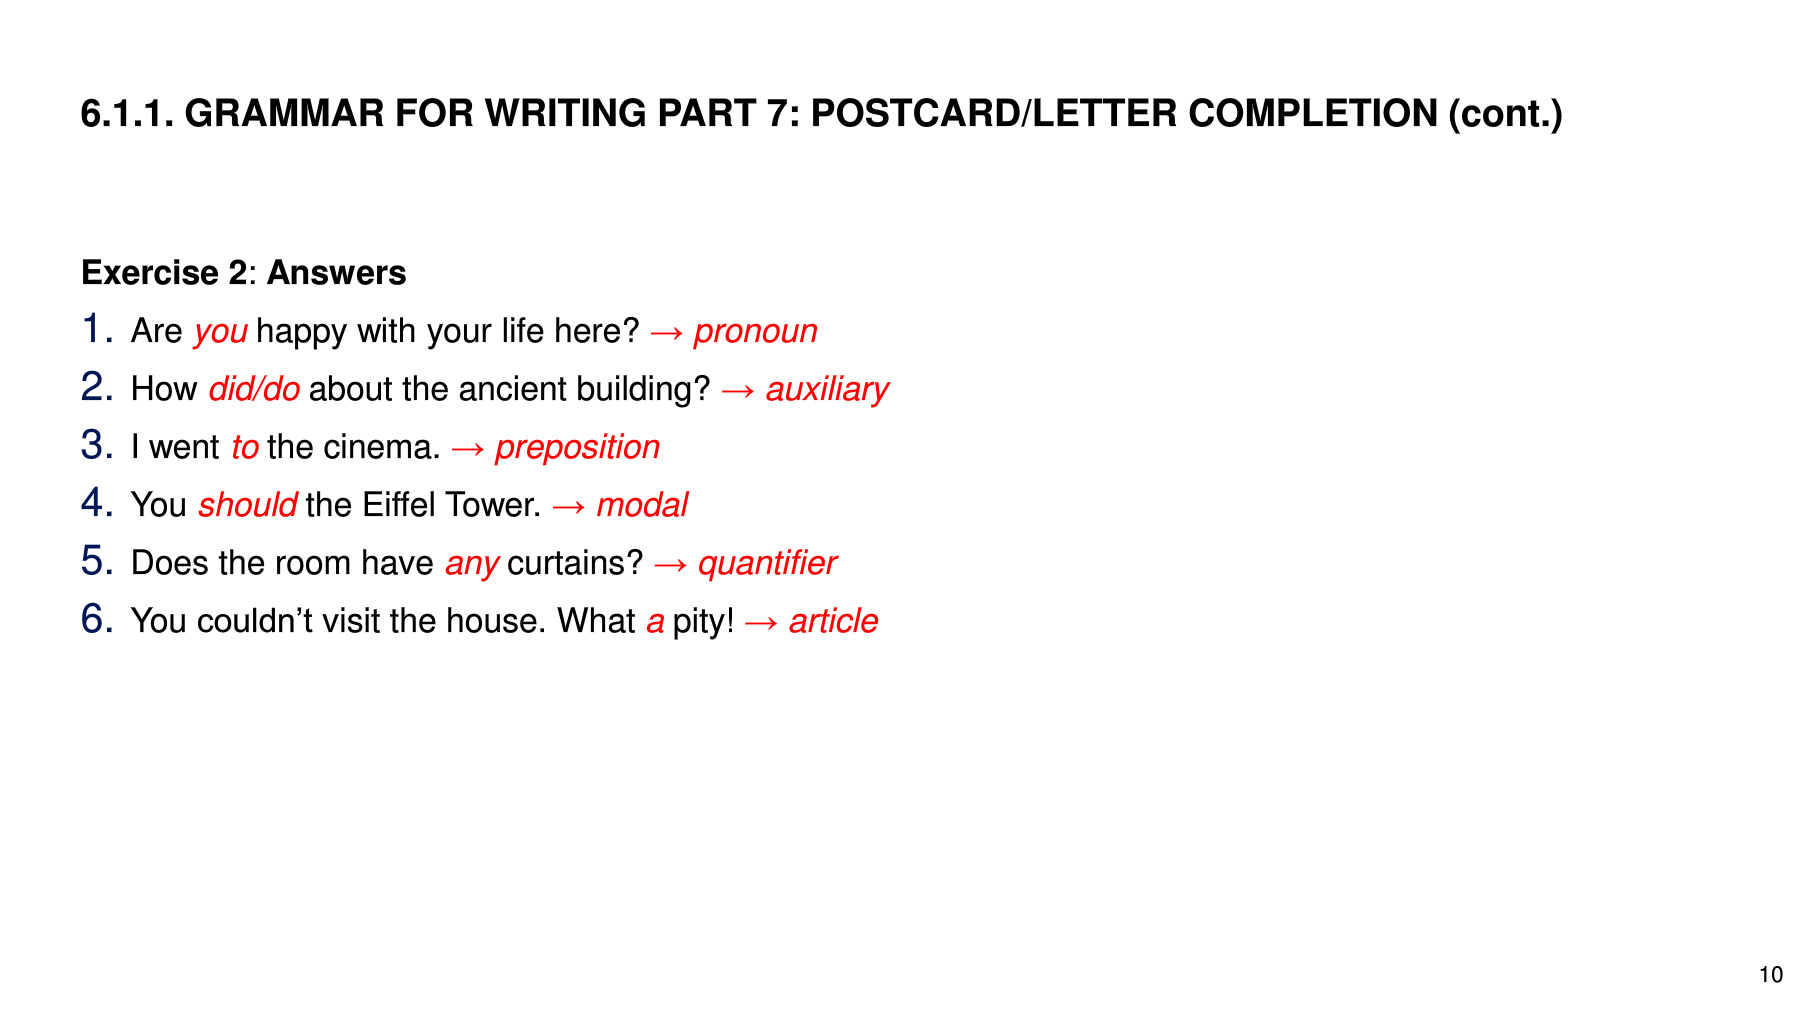 6.1.1. GRAMMAR FOR WRITING PART 7: POSTCARD/LETTER COMPLETION (cont.)
Exercise 2: Answers
1. Are you happy with your life here? → pronoun
2. How did/do about the ancient building? → auxiliary
3. I went to the cinema. → preposition
4. You should the Eiffel Tower. → modal
5. Does the room have any curtains? → quantifier
6. You couldn’t visit the house. What a pity! → article
10